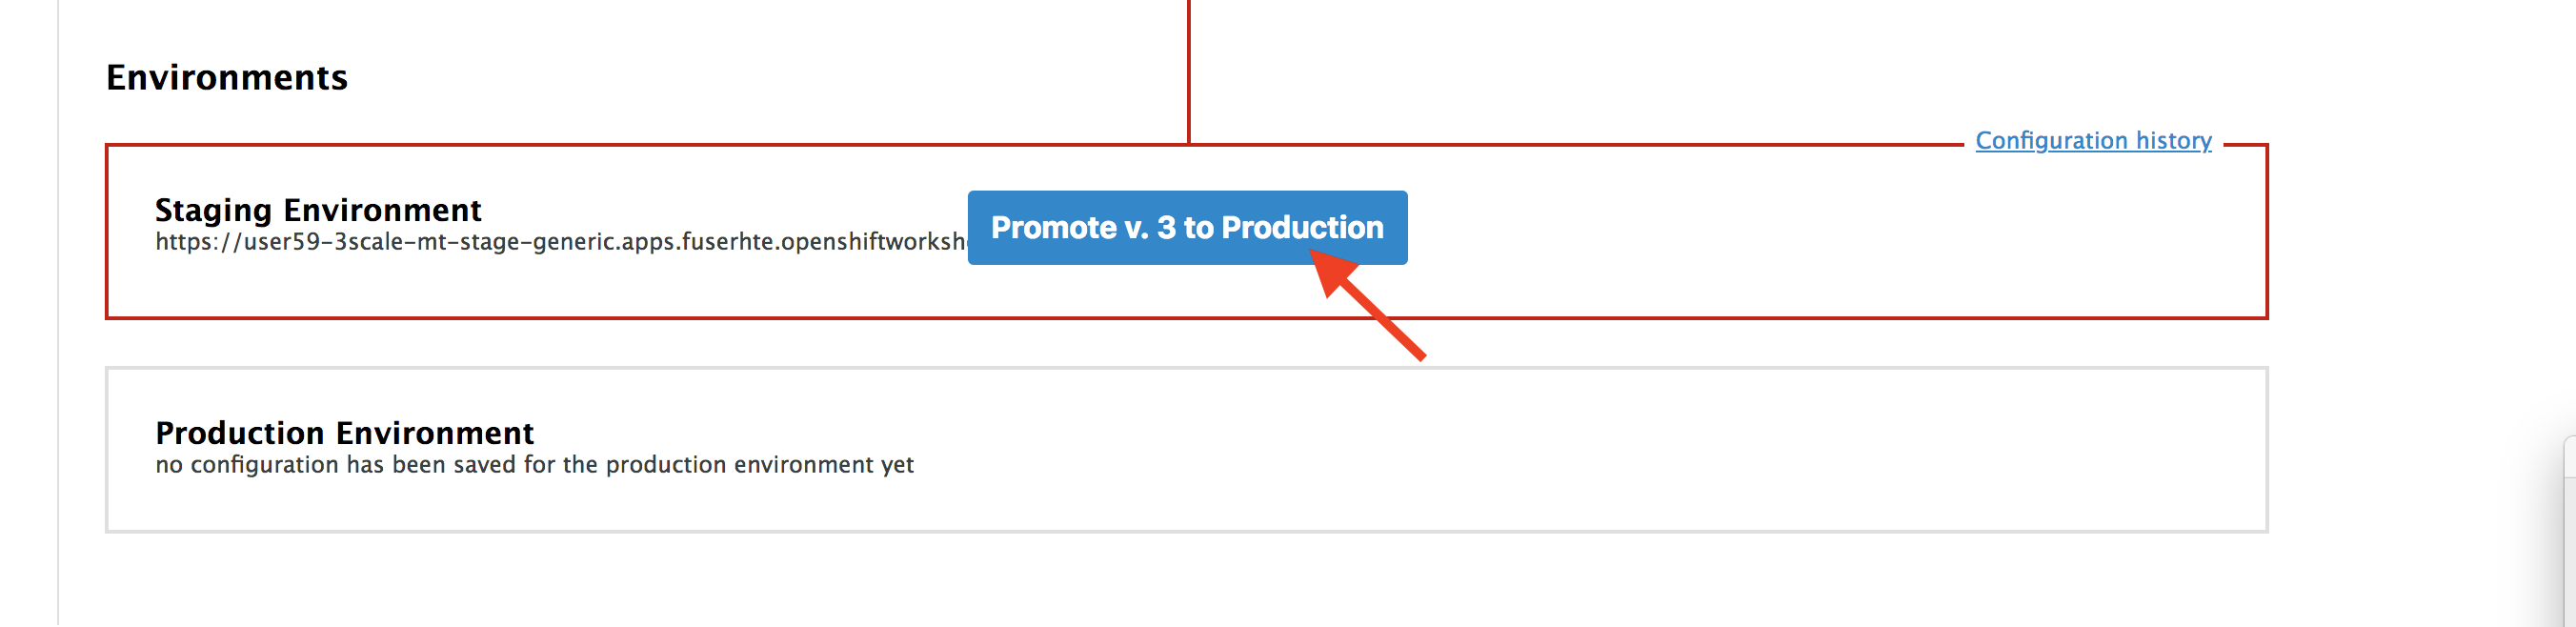 Environments
Configuration history
Staging Environment
https://user59-3scale-mt-stage-generic.apps.fuserhte.openshiftworksh
Promote v. 3 to Production
Production Environment
no configuration has been saved for the production environment yet